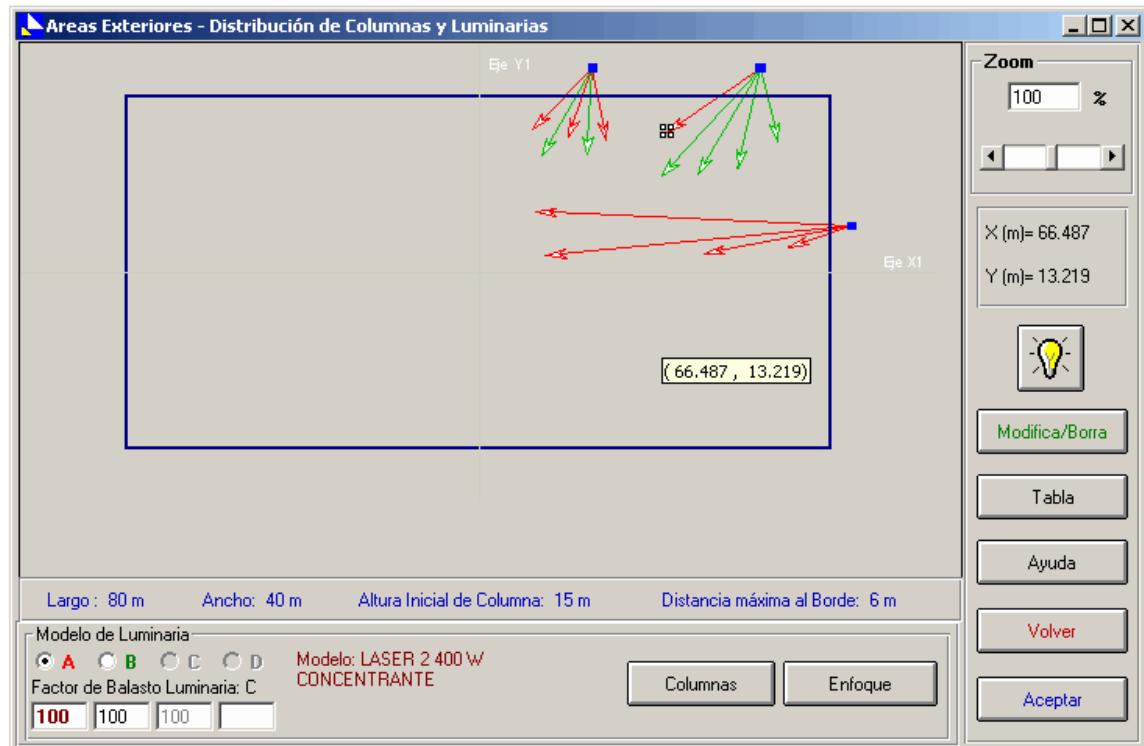 Areas Exteriores - Distribución de Columnas y Luminarias
Eje Y1
Eje X1
( 66.487 , 13.219)
Zoom
100 %
X (m)= 66.487
Y (m)= 13.219
Modifica/Borra
Tabla
Ayuda
Volver
Aceptar
Largo : 80 m Ancho: 40 m Altura Inicial de Columna: 15 m Distancia máxima al Borde: 6 m
Modelo de Luminaria
A B C D
Modelo: LASER 2 400 W
CONCENTRANTE
Factor de Balasto Luminaria: C
100 100 100
Columnas Enfoque